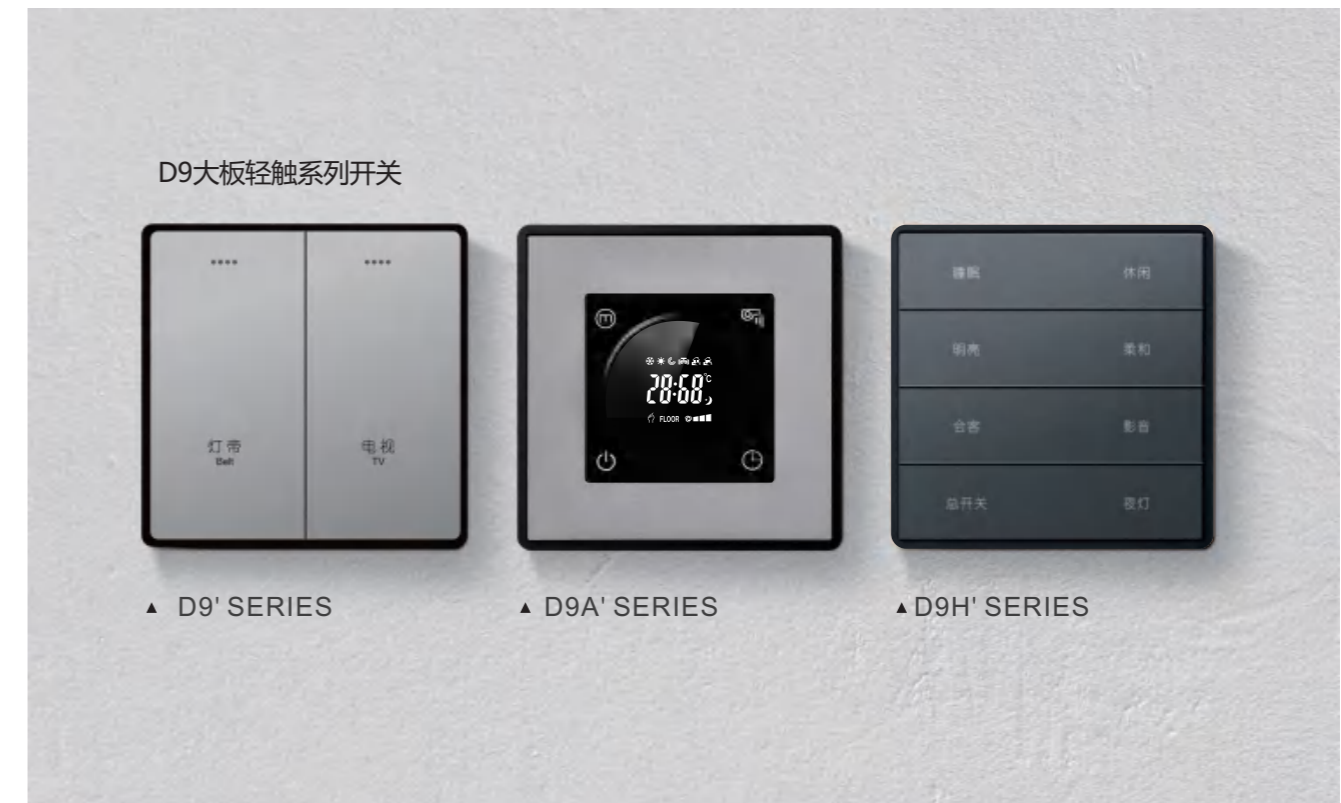 D9大板轻触系列开关
灯带
Belt
电视
TV
28:68℃
FLOOR
臻眠 休闲
明亮 柔和
会客 影音
总开关 夜灯
▲ D9' SERIES
▲ D9A' SERIES
▲ D9H' SERIES